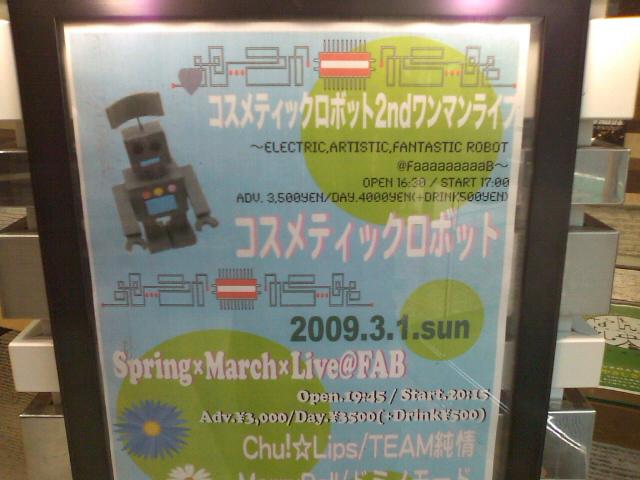 コスメティックロボット2ndワンマンライブ
～ELECTRIC,ARTISTIC,FANTASTIC ROBOT
@FaaaaaaaaaB～
OPEN 16:30 / START 17:00
ADV. 3,500YEN/DAY.4000YEN(+DRINK500YEN)
コスメティックロボット
2009.3.1.sun
Spring×March×Live@FAB
Open.19:45 / Start.20:15
Adv.¥3,000/Day.¥3500(+Drink¥500)
Chu!☆Lips/TEAM純情